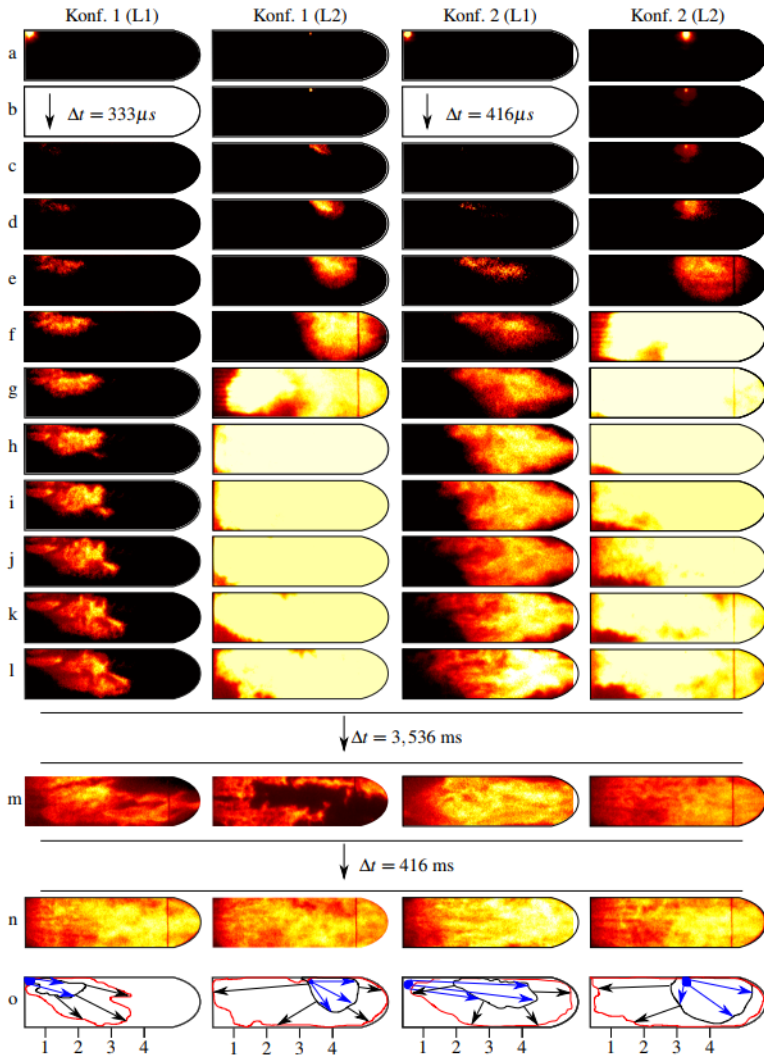 Konf. 1 (L1) Konf. 1 (L2) Konf. 2 (L1) Konf. 2 (L2)
a
b Δt = 333μs Δt = 416μs
c
d
e
f
g
h
i
j
k
l
Δt = 3,536 ms
m
Δt = 416 ms
n
o
1 2 3 4 1 2 3 4 1 2 3 4 1 2 3 4